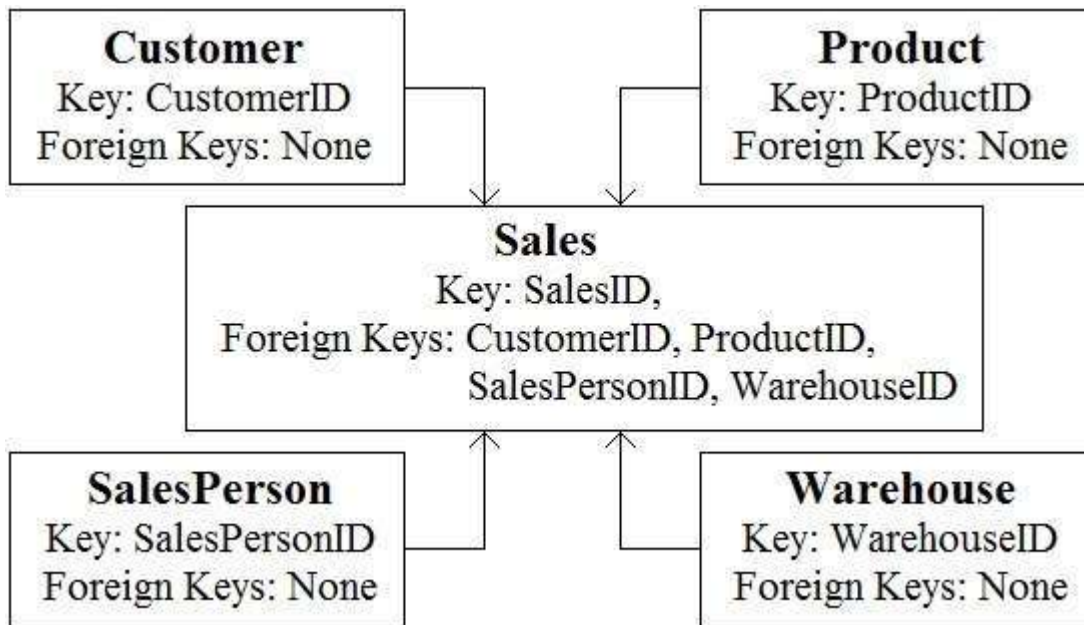 Customer
Key: CustomerID
Foreign Keys: None
Product
Key: ProductID
Foreign Keys: None
Sales
Key: SalesID,
Foreign Keys: CustomerID, ProductID,
SalesPersonID, WarehouseID
SalesPerson
Key: SalesPersonID
Foreign Keys: None
Warehouse
Key: WarehouseID
Foreign Keys: None